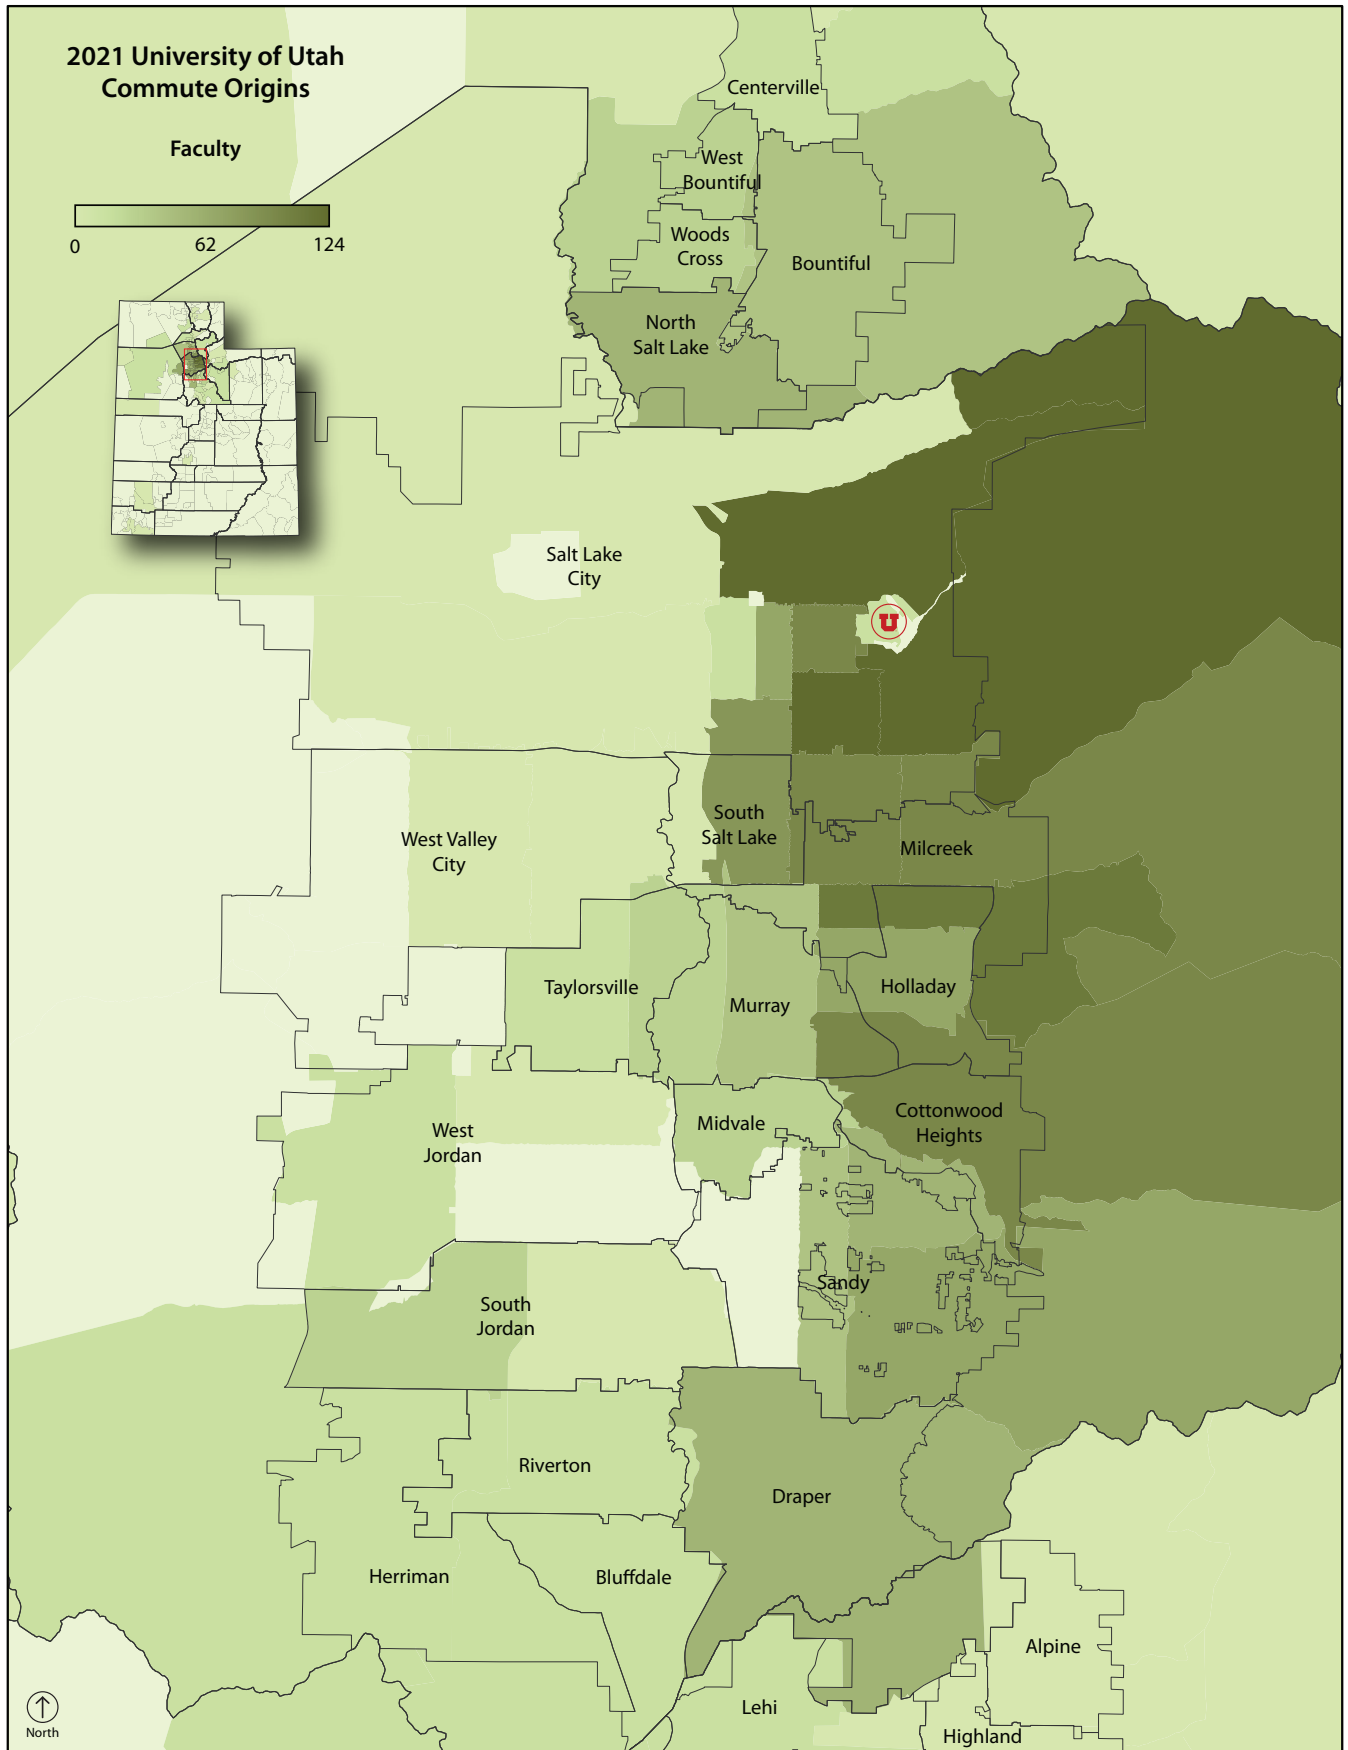 2021 University of Utah
Commute Origins
Faculty
0
62
124
Centerville
West
Bountiful
Woods
Cross
Bountiful
North
Salt Lake
Salt Lake
City
U
South
Salt Lake
West Valley
City
Milcreek
Taylorsville
Murray
Holladay
Cottonwood
Heights
Midvale
West
Jordan
Sandy
South
Jordan
Riverton
Draper
Herriman
Bluffdale
Alpine
Lehi
Highland
North